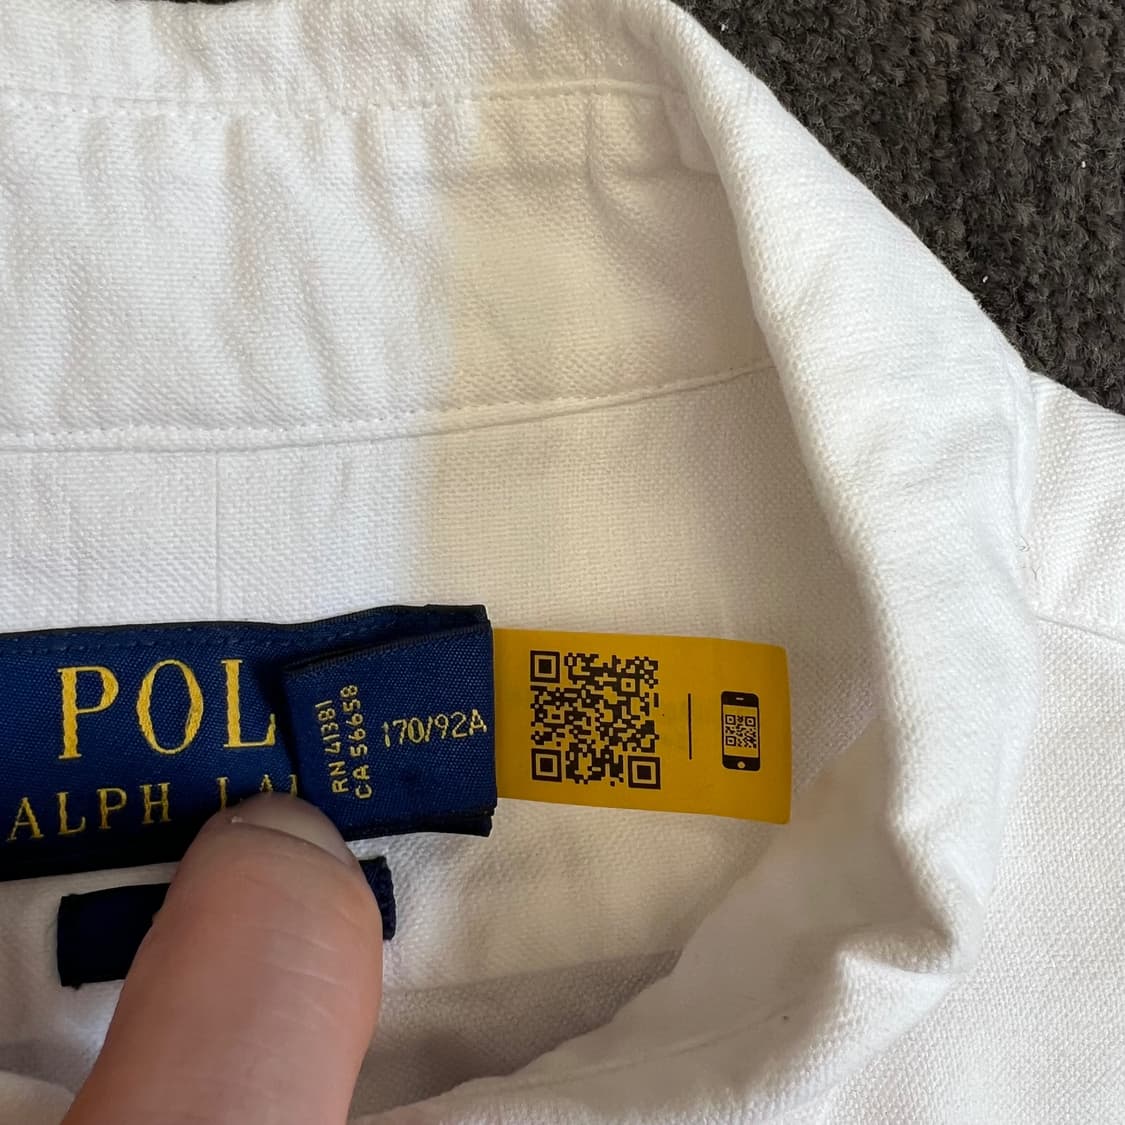 POL
ALPH LA
RN 41381
CA 56658
170/92A